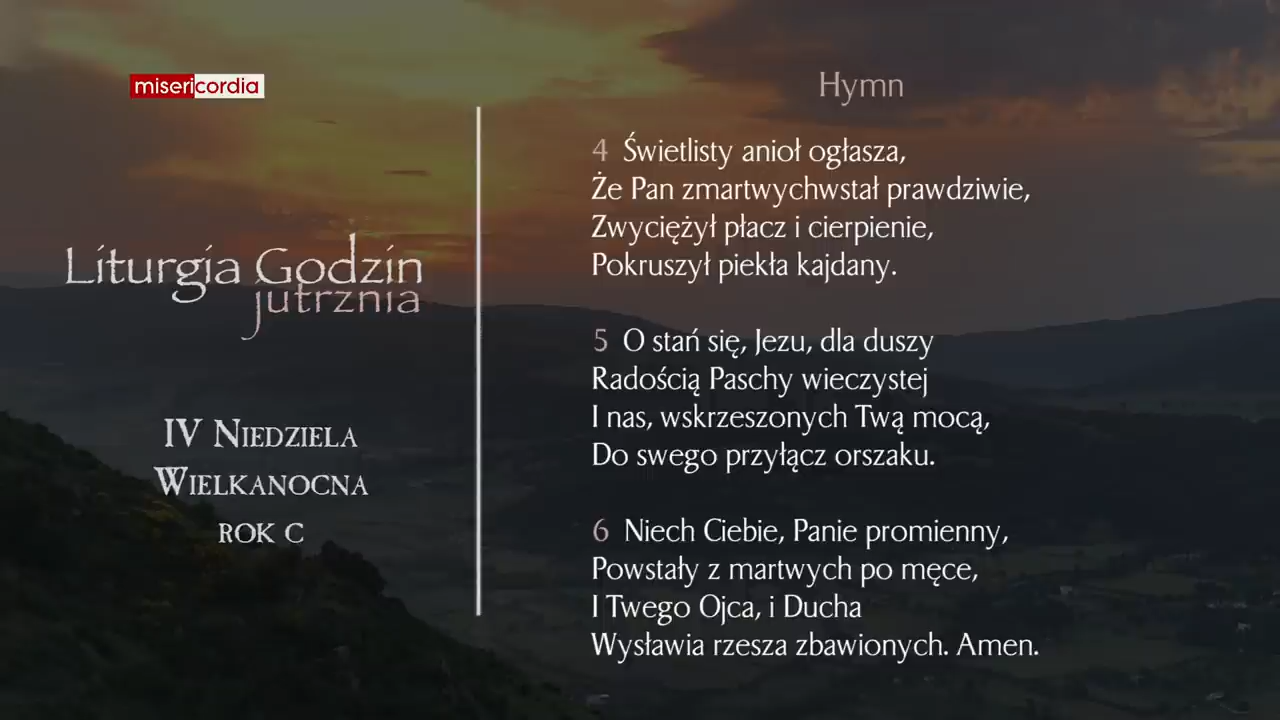 misericordia
Liturgia Godzin
jutrznia
IV Niedziela
Wielkanocna
rok C
Hymn
4 Świetlisty anioł ogłasza,
Że Pan zmartwychwstał prawdziwie,
Zwyciężył płacz i cierpienie,
Pokruszył piekła kajdany.
5 O stań się, Jezu, dla duszy
Radością Paschy wieczystej
I nas, wskrzeszonych Twą mocą,
Do swego przyłącz orszaku.
6 Niech Ciebie, Panie promienny,
Powstały z martwych po męce,
I Twego Ojca, i Ducha
Wysławia rzesza zbawionych. Amen.